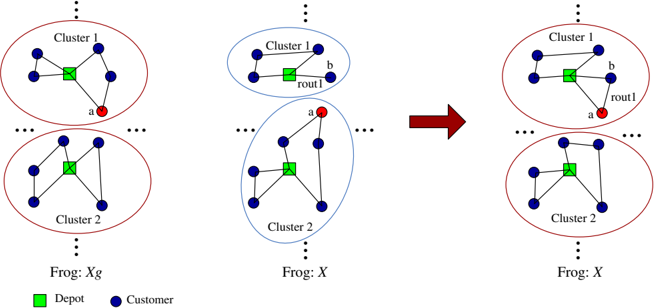 Cluster 1
a
Cluster 2
Frog: Xg
Cluster 1
b
rout1
a
Cluster 2
Frog: X
Cluster 1
b
rout1
a
Cluster 2
Frog: X
Depot
Customer